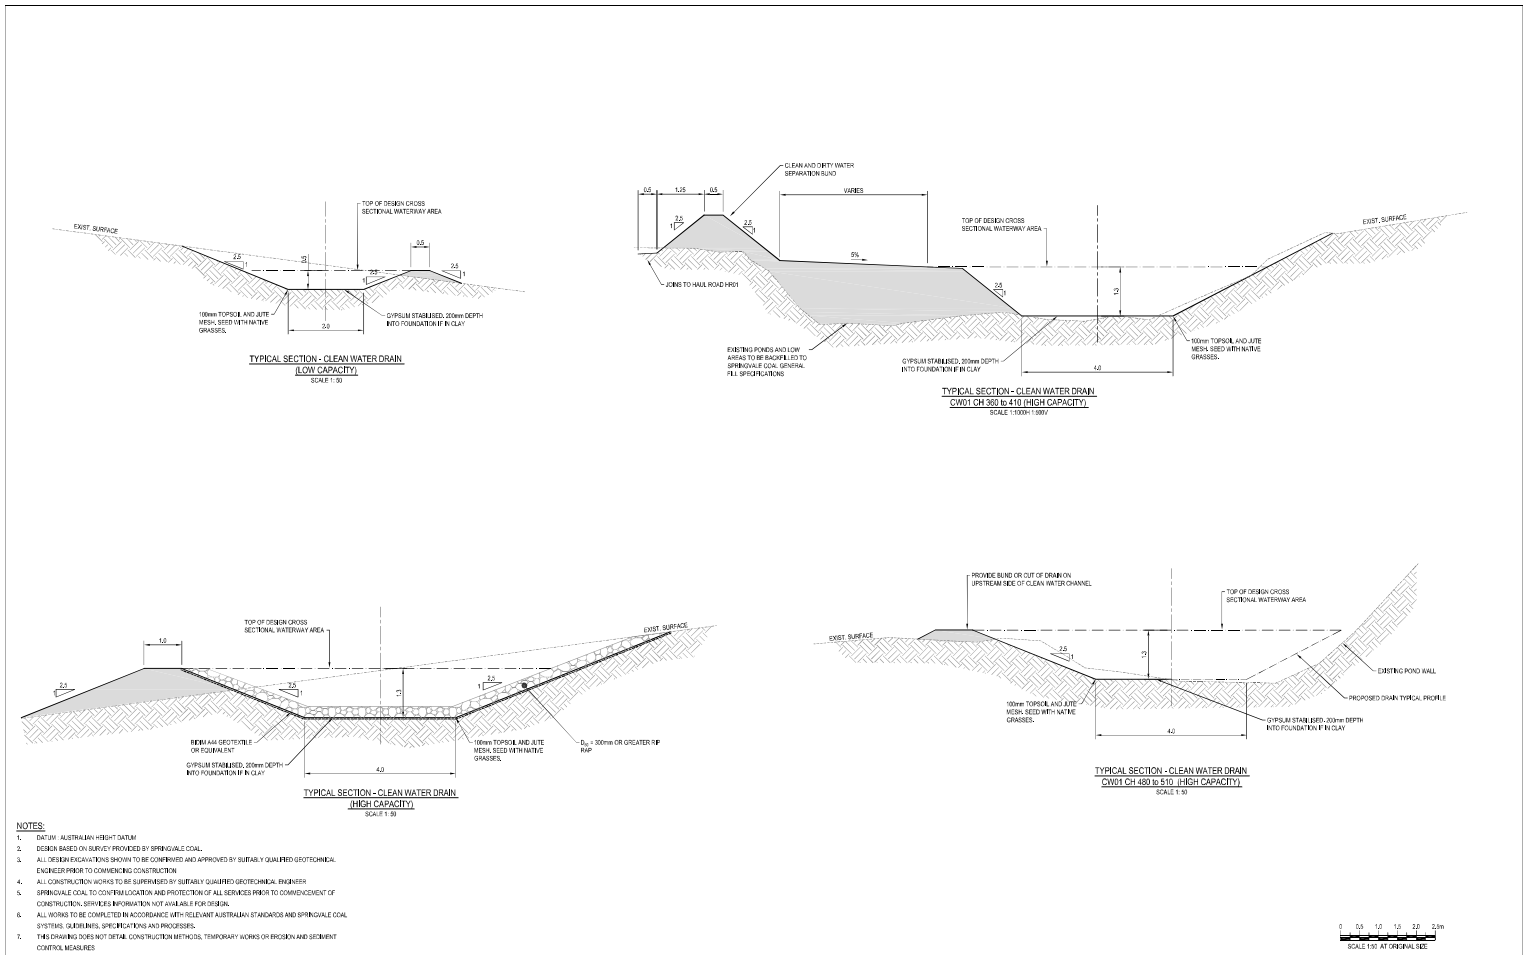 EXIST. SURFACE
TOP OF DESIGN CROSS
SECTIONAL WATERWAY AREA
0.5
2.5
1
0.5
2.5
1
2.5
1
100mm TOPSOIL AND JUTE
MESH. SEED WITH NATIVE
GRASSES.
2.0
GYPSUM STABILISED, 200mm DEPTH
INTO FOUNDATION IF IN CLAY
TYPICAL SECTION - CLEAN WATER DRAIN
(LOW CAPACITY)
SCALE 1: 50
CLEAN AND DIRTY WATER
SEPARATION BUND
0.5
1.25
0.5
VARIES
2.5
1
2.5
1
TOP OF DESIGN CROSS
SECTIONAL WATERWAY AREA
EXIST. SURFACE
5%
JOINS TO HAUL ROAD HR01
2.5
1
1.3
EXISTING PONDS AND LOW
AREAS TO BE BACKFILLED TO
SPRINGVALE COAL GENERAL
FILL SPECIFICATIONS
GYPSUM STABILISED, 200mm DEPTH
INTO FOUNDATION IF IN CLAY
4.0
100mm TOPSOIL AND JUTE
MESH. SEED WITH NATIVE
GRASSES.
TYPICAL SECTION - CLEAN WATER DRAIN
CW01 CH 360 to 410 (HIGH CAPACITY)
SCALE 1:1000H 1:500V
TOP OF DESIGN CROSS
SECTIONAL WATERWAY AREA
1.0
EXIST. SURFACE
2.5
1
2.5
1
1.3
2.5
1
BIDIM A44 GEOTEXTILE
OR EQUIVALENT
GYPSUM STABILISED, 200mm DEPTH
INTO FOUNDATION IF IN CLAY
4.0
100mm TOPSOIL AND JUTE
MESH. SEED WITH NATIVE
GRASSES.
D50 = 300mm OR GREATER RIP
RAP
TYPICAL SECTION - CLEAN WATER DRAIN
(HIGH CAPACITY)
SCALE 1: 50
PROVIDE BUND OR CUT OF DRAIN ON
UPSTREAM SIDE OF CLEAN WATER CHANNEL
TOP OF DESIGN CROSS
SECTIONAL WATERWAY AREA
EXIST. SURFACE
2.5
1
1.3
EXISTING POND WALL
PROPOSED DRAIN TYPICAL PROFILE
100mm TOPSOIL AND JUTE
MESH. SEED WITH NATIVE
GRASSES.
GYPSUM STABILISED, 200mm DEPTH
INTO FOUNDATION IF IN CLAY
4.0
TYPICAL SECTION - CLEAN WATER DRAIN
CW01 CH 480 to 510 (HIGH CAPACITY)
SCALE 1: 50
NOTES:
1. DATUM : AUSTRALIAN HEIGHT DATUM
2. DESIGN BASED ON SURVEY PROVIDED BY SPRINGVALE COAL.
3. ALL DESIGN EXCAVATIONS SHOWN TO BE CONFIRMED AND APPROVED BY SUITABLY QUALIFIED GEOTECHNICAL
ENGINEER PRIOR TO COMMENCING CONSTRUCTION
4. ALL CONSTRUCTION WORKS TO BE SUPERVISED BY SUITABLY QUALIFIED GEOTECHNICAL ENGINEER
5. SPRINGVALE COAL TO CONFIRM LOCATION AND PROTECTION OF ALL SERVICES PRIOR TO COMMENCEMENT OF
CONSTRUCTION. SERVICES INFORMATION NOT AVAILABLE FOR DESIGN.
6. ALL WORKS TO BE COMPLETED IN ACCORDANCE WITH RELEVANT AUSTRALIAN STANDARDS AND SPRINGVALE COAL
SYSTEMS, GUIDELINES, SPECIFICATIONS AND PROCESSES.
7. THIS DRAWING DOES NOT DETAIL CONSTRUCTION METHODS, TEMPORARY WORKS OR EROSION AND SEDIMENT
CONTROL MEASURES
0 0.5 1.0 1.5 2.0 2.5m
SCALE 1:50 AT ORIGINAL SIZE